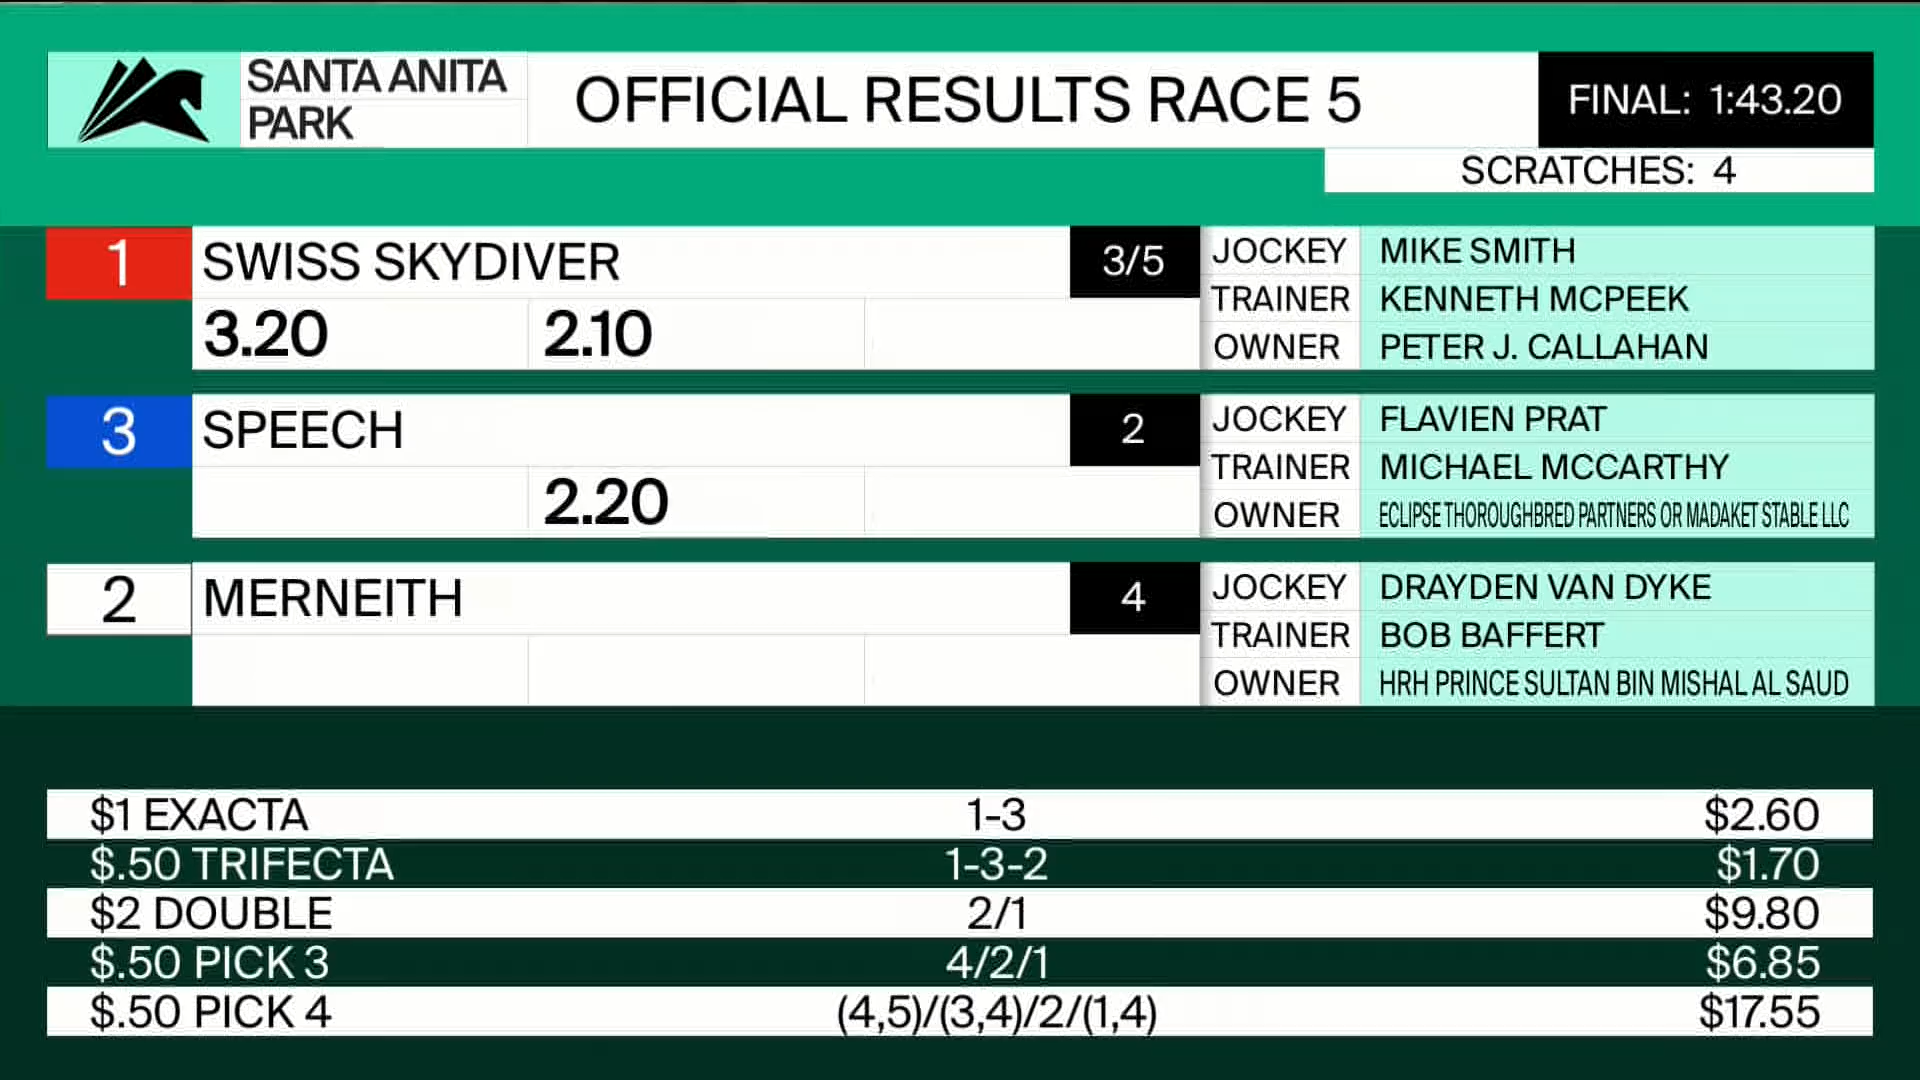 SANTA ANITA
PARK
OFFICIAL RESULTS RACE 5
FINAL: 1:43.20
SCRATCHES: 4
1 SWISS SKYDIVER 3/5
3.20 2.10
JOCKEY MIKE SMITH
TRAINER KENNETH MCPEEK
OWNER PETER J. CALLAHAN
3 SPEECH 2
2.20
JOCKEY FLAVIEN PRAT
TRAINER MICHAEL MCCARTHY
OWNER ECLIPSE THOROUGHBRED PARTNERS OR MADAKET STABLE LLC
2 MERNEITH 4
JOCKEY DRAYDEN VAN DYKE
TRAINER BOB BAFFERT
OWNER HRH PRINCE SULTAN BIN MISHAL AL SAUD
$1 EXACTA 1-3 $2.60
$.50 TRIFECTA 1-3-2 $1.70
$2 DOUBLE 2/1 $9.80
$.50 PICK 3 4/2/1 $6.85
$.50 PICK 4 (4,5)/(3,4)/2/(1,4) $17.55